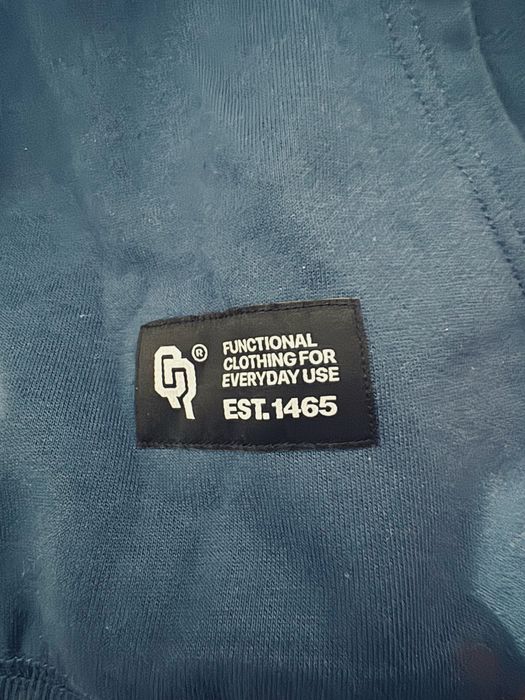 ®
FUNCTIONAL
CLOTHING FOR
EVERYDAY USE
EST.1465